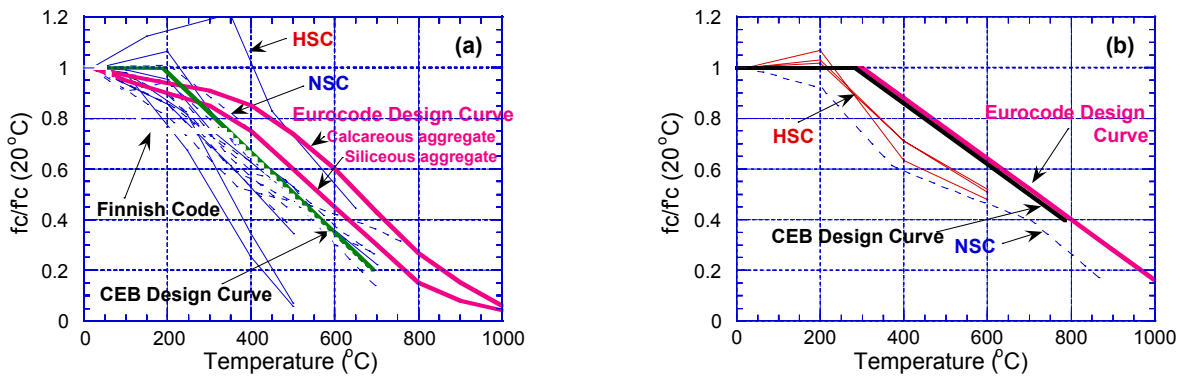 1.2
1
0.8
0.6
0.4
0.2
0
fc/f'c (20°C)
(a)
HSC
NSC
Eurocode Design Curve
Calcareous aggregate
Siliceous aggregate
Finnish Code
CEB Design Curve
0 200 400 600 800 1000
Temperature (°C)
1.2
1
0.8
0.6
0.4
0.2
0
fc/f'c (20°C)
(b)
HSC
Eurocode Design
Curve
CEB Design Curve
NSC
0 200 400 600 800 1000
Temperature (°C)